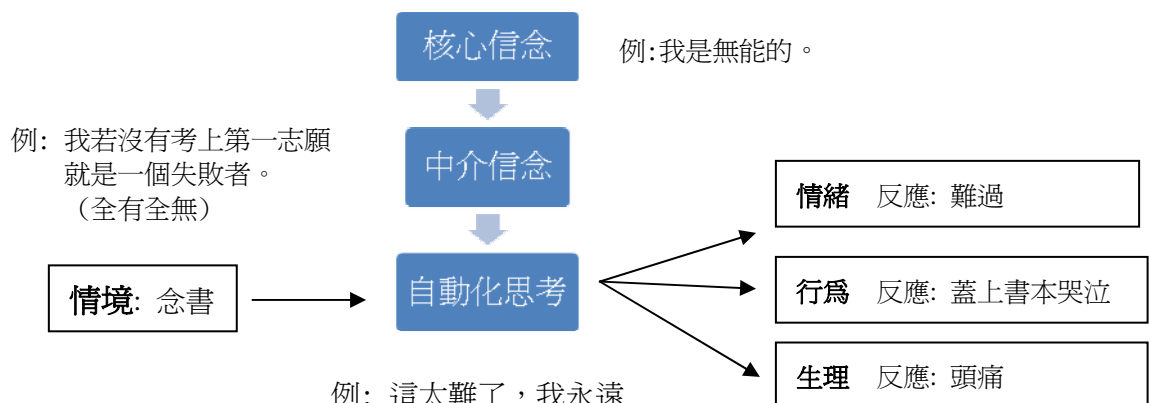 核心信念
例:我是無能的。
例: 我若沒有考上第一志願
就是一個失敗者。
（全有全無）
中介信念
情緒 反應: 難過
情境: 念書
自動化思考
行爲 反應: 蓋上書本哭泣
生理 反應: 頭痛
例: 這太難了，我永遠